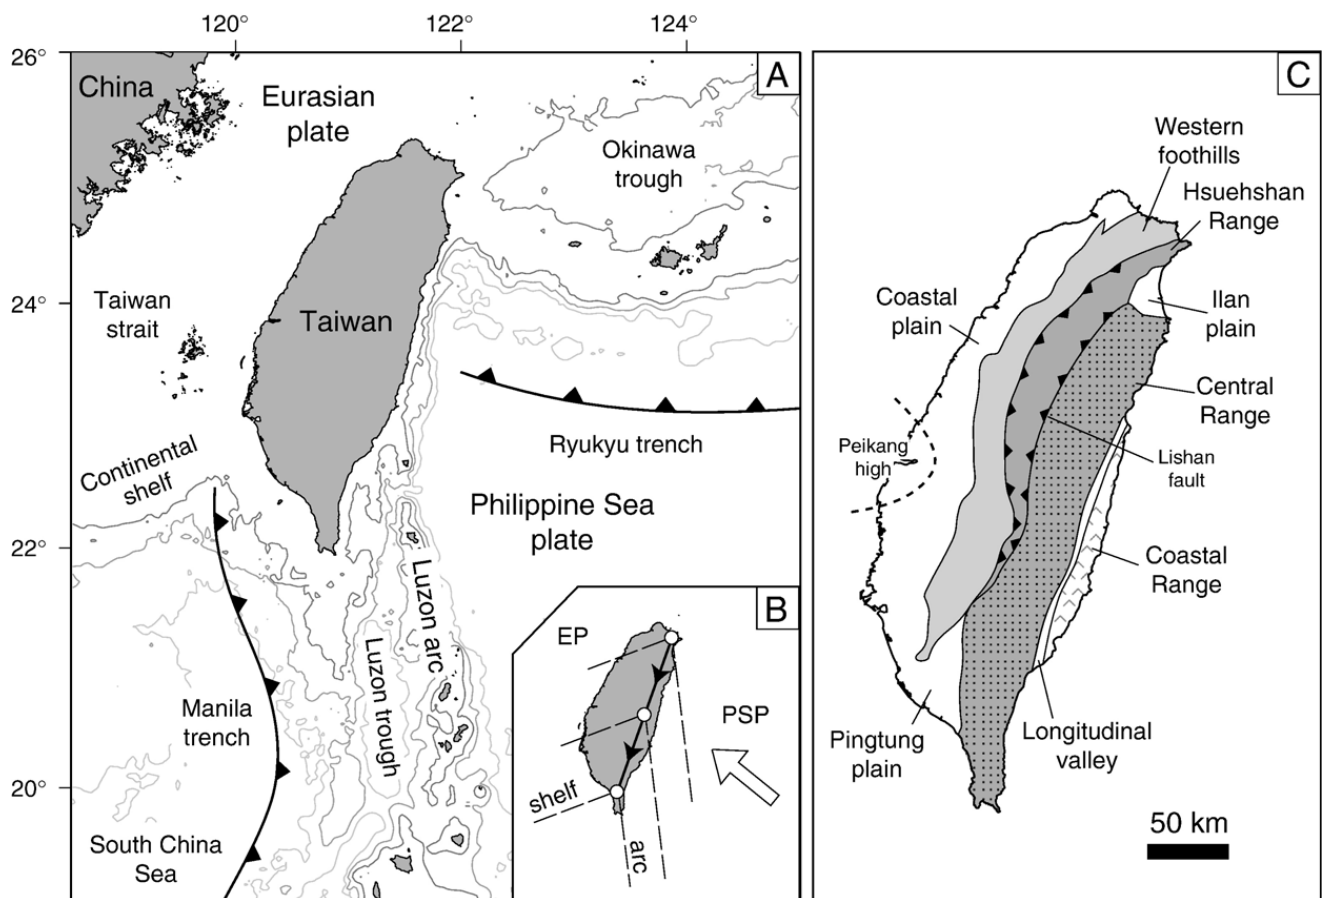 120°
122°
124°
26°
24°
22°
20°
A
China
Eurasian
plate
Okinawa
trough
Taiwan
strait
Taiwan
Ryukyu trench
Continental
shelf
Philippine Sea
plate
Luzon arc
Luzon trough
Manila
trench
South China
Sea
B
EP
PSP
shelf
arc
C
Western
foothills
Hsuehshan
Range
Coastal
plain
Ilan
plain
Central
Range
Peikang
high
Lishan
fault
Coastal
Range
Pingtung
plain
Longitudinal
valley
50 km